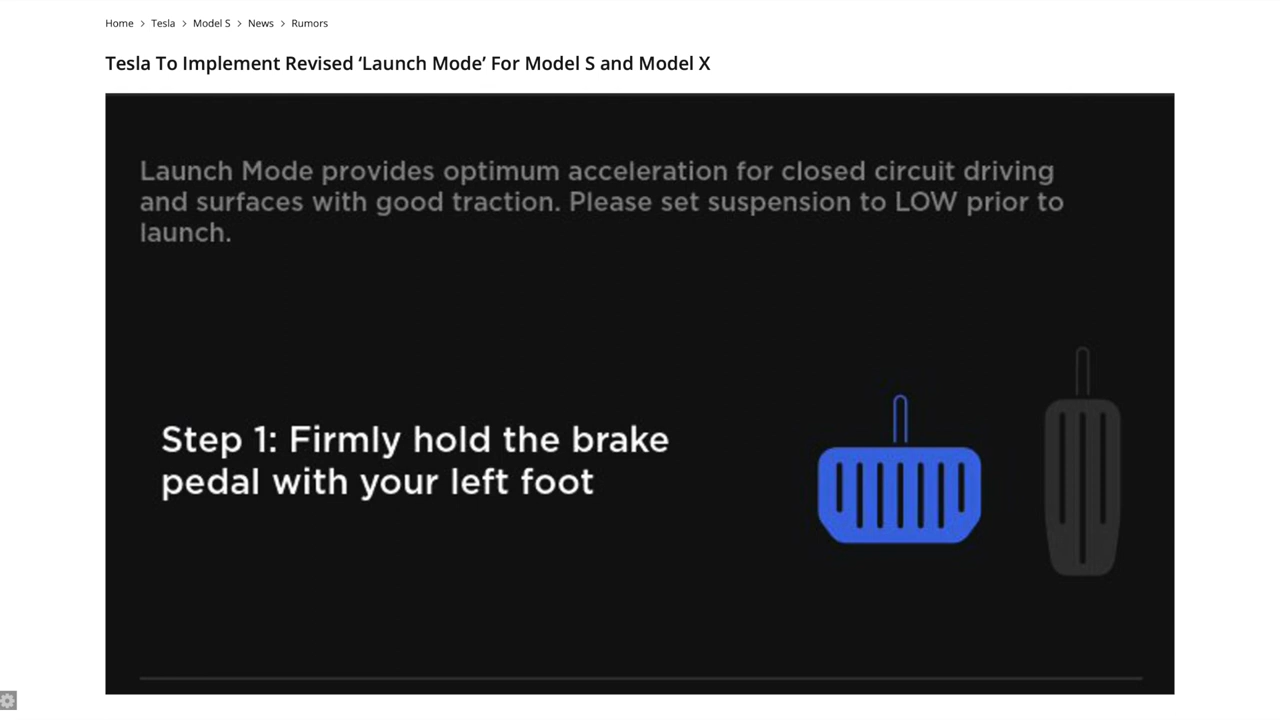 Home > Tesla > Model S > News > Rumors
Tesla To Implement Revised ‘Launch Mode’ For Model S and Model X
Launch Mode provides optimum acceleration for closed circuit driving
and surfaces with good traction. Please set suspension to LOW prior to
launch.
Step 1: Firmly hold the brake
pedal with your left foot